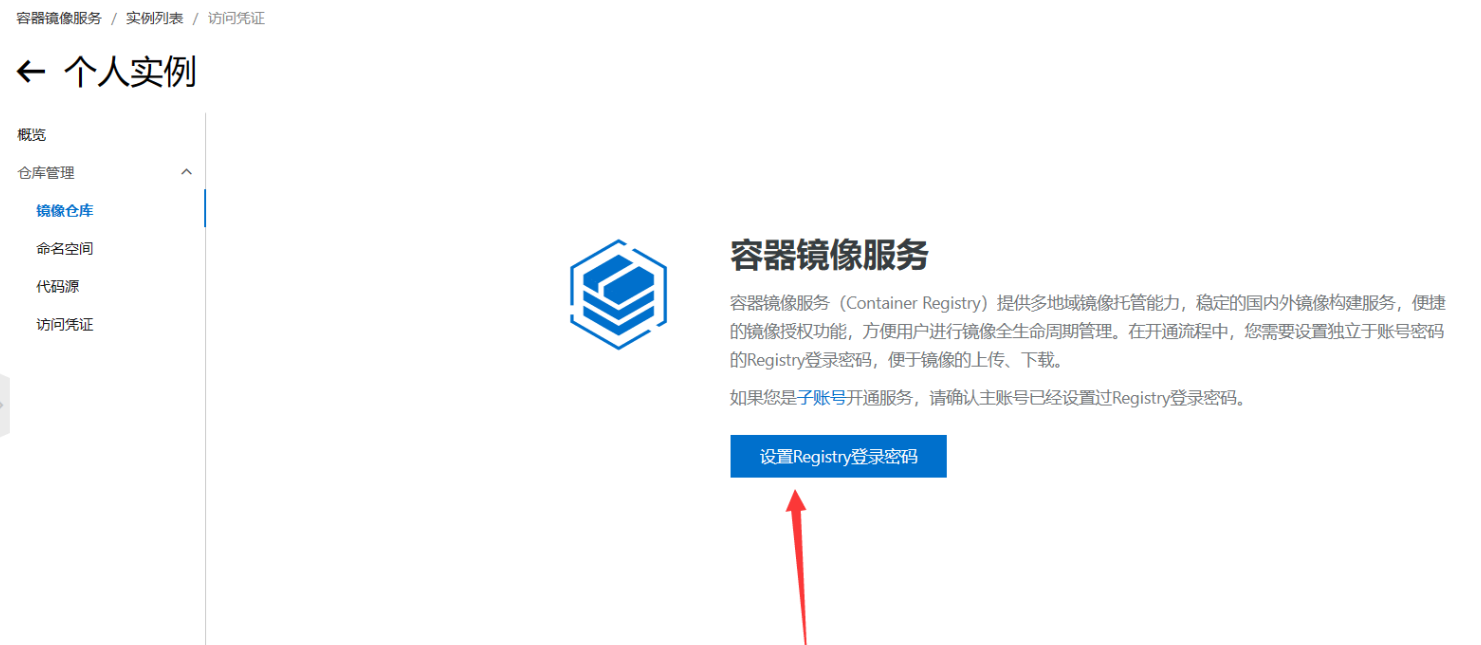 容器镜像服务 / 实例列表 / 访问凭证
← 个人实例
概览
仓库管理
镜像仓库
命名空间
代码源
访问凭证
容器镜像服务
容器镜像服务（Container Registry）提供多地域镜像托管能力，稳定的国内外镜像构建服务，便捷
的镜像授权功能，方便用户进行镜像全生命周期管理。在开通流程中，您需要设置独立于账号密码
的Registry登录密码，便于镜像的上传、下载。
如果您是子账号开通服务，请确认主账号已经设置过Registry登录密码。
设置Registry登录密码